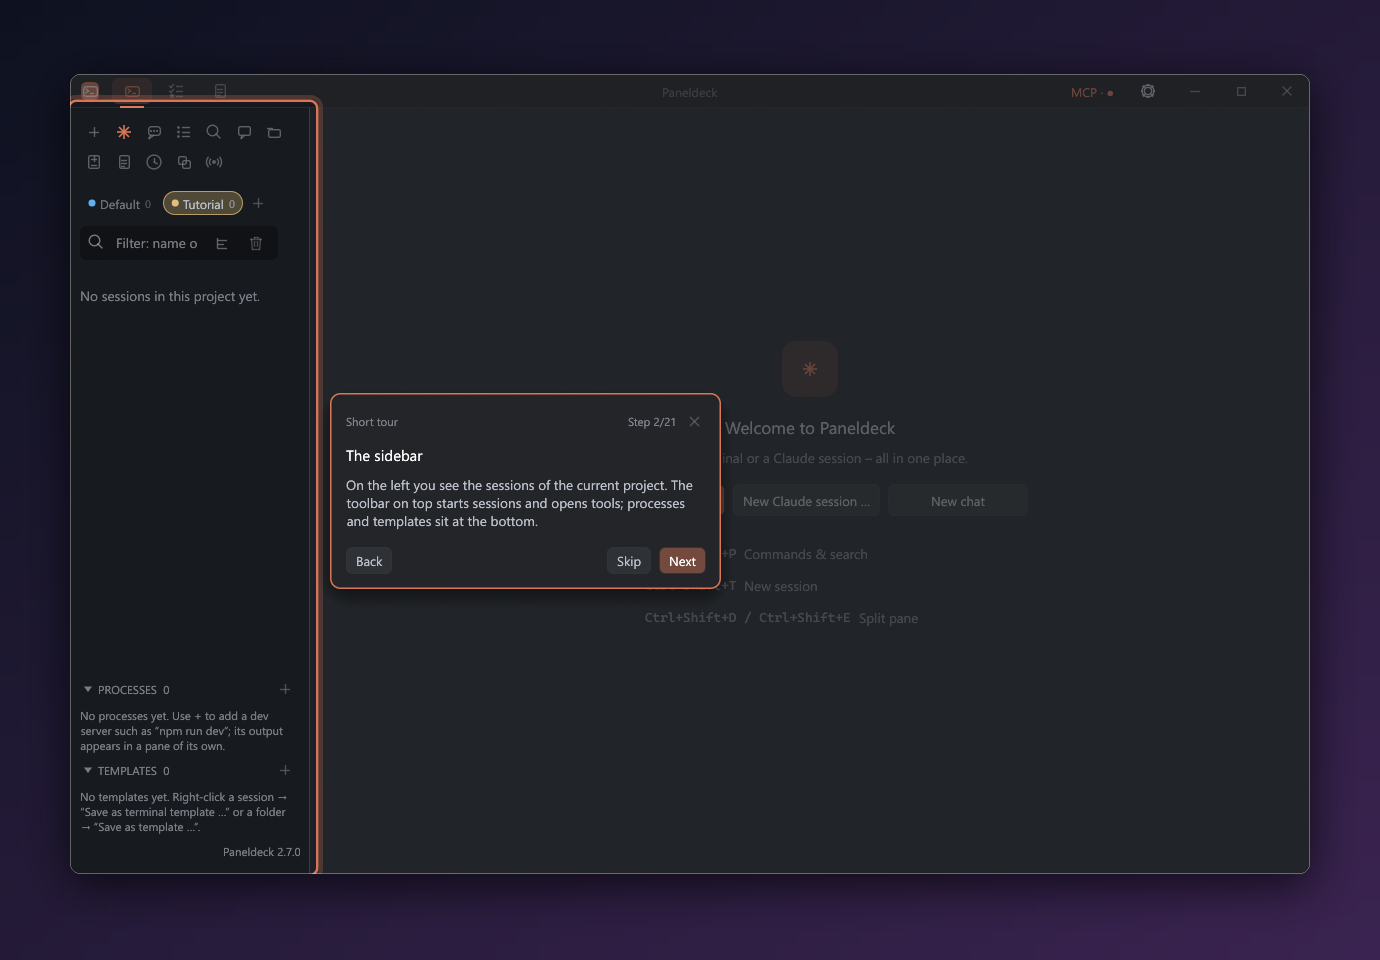 Paneldeck
MCP ·
Default 0
Tutorial 0
Filter: name o
No sessions in this project yet.
Short tour
Step 2/21
The sidebar
On the left you see the sessions of the current project. The
toolbar on top starts sessions and opens tools; processes
and templates sit at the bottom.
Back
Skip
Next
Welcome to Paneldeck
or a Claude session – all in one place.
New Claude session ...
New chat
+P Commands & search
+T New session
Ctrl+Shift+D / Ctrl+Shift+E Split pane
PROCESSES 0
No processes yet. Use + to add a dev
server such as “npm run dev”; its output
appears in a pane of its own.
TEMPLATES 0
No templates yet. Right-click a session →
“Save as terminal template ...” or a folder
→ “Save as template ...”.
Paneldeck 2.7.0